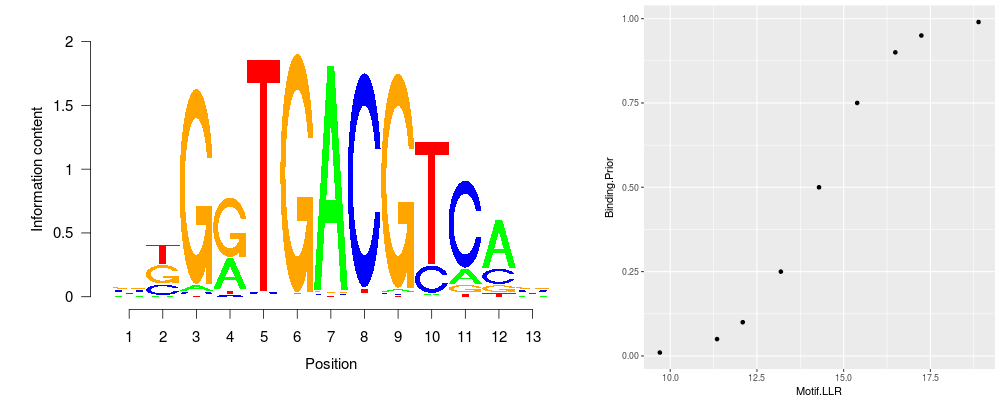 2
1.5
1
0.5
0
Information content
1 2 3 4 5 6 7 8 9 10 11 12 13
Position
T
G
C
G
A
G
A
T
G
A
C
G
T
C
C
A
G
A
C
G
1.00
0.75
0.50
0.25
0.00
Binding.Prior
10.0 12.5 15.0 17.5
Motif.LLR